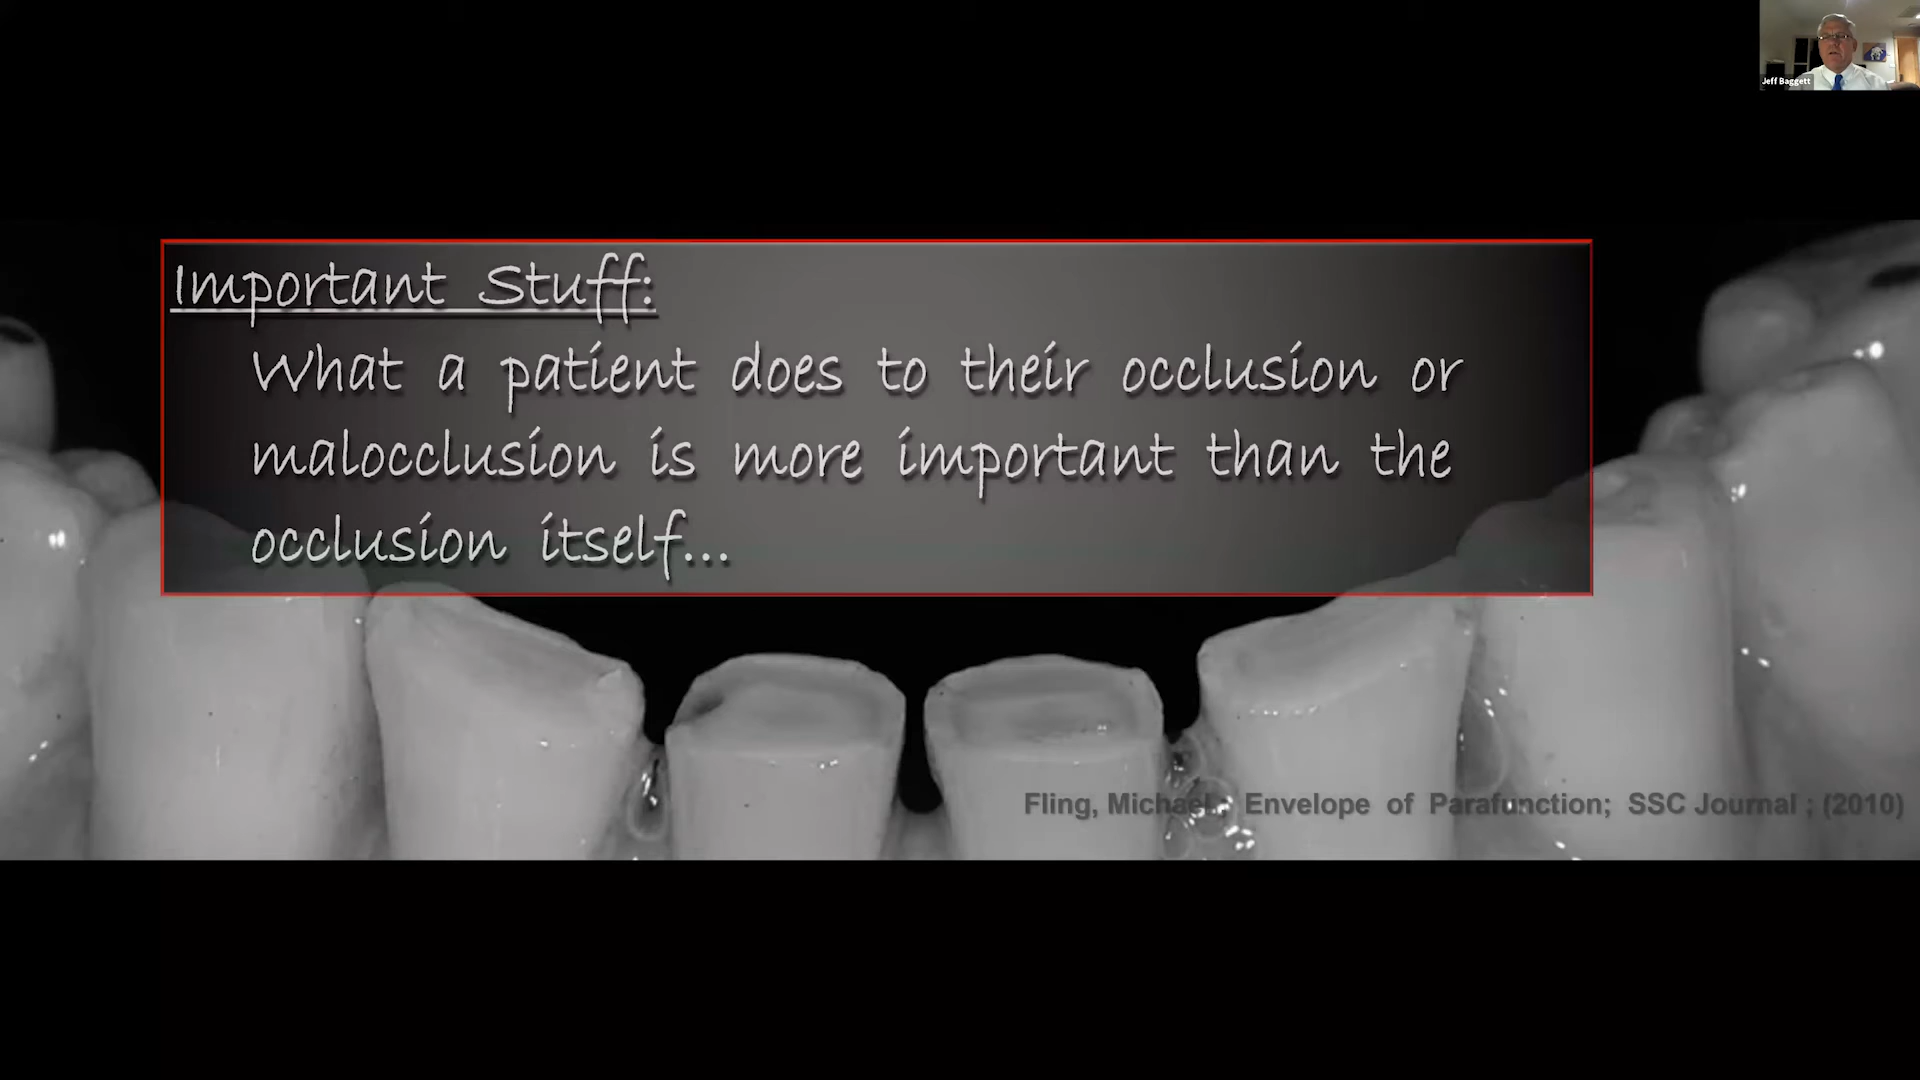 Jeff Baggett
Important Stuff:
What a patient does to their occlusion or
malocclusion is more important than the
occlusion itself...
Fling, Michael.; Envelope of Parafunction; SSC Journal ; (2010)